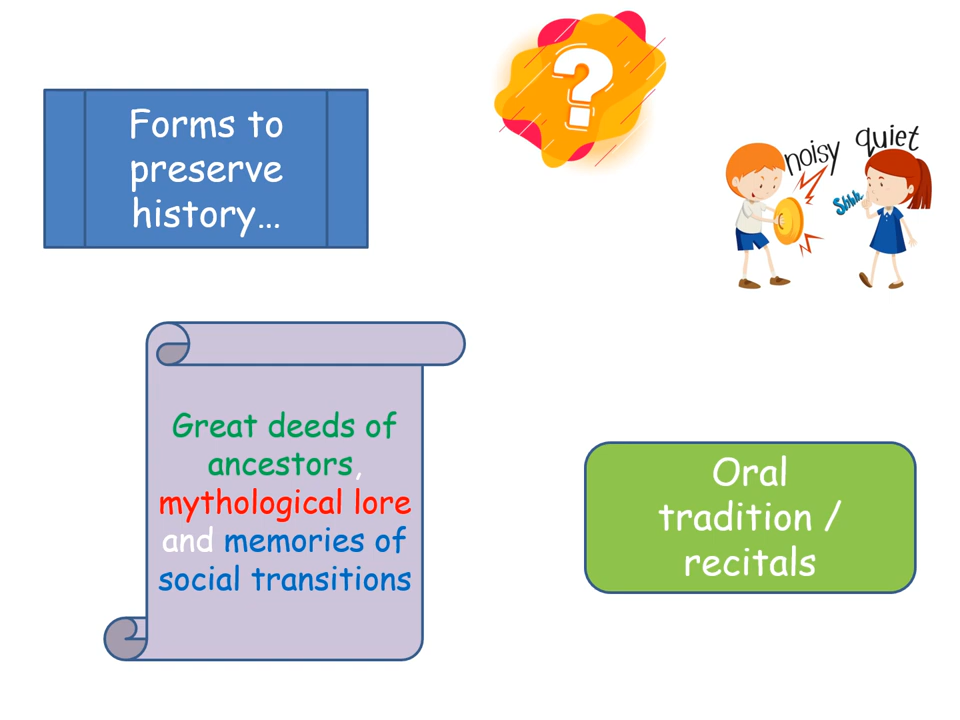 Forms to
preserve
history…
?
noisy quiet
Shhh
Great deeds of
ancestors,
mythological lore
and memories of
social transitions
Oral
tradition /
recitals